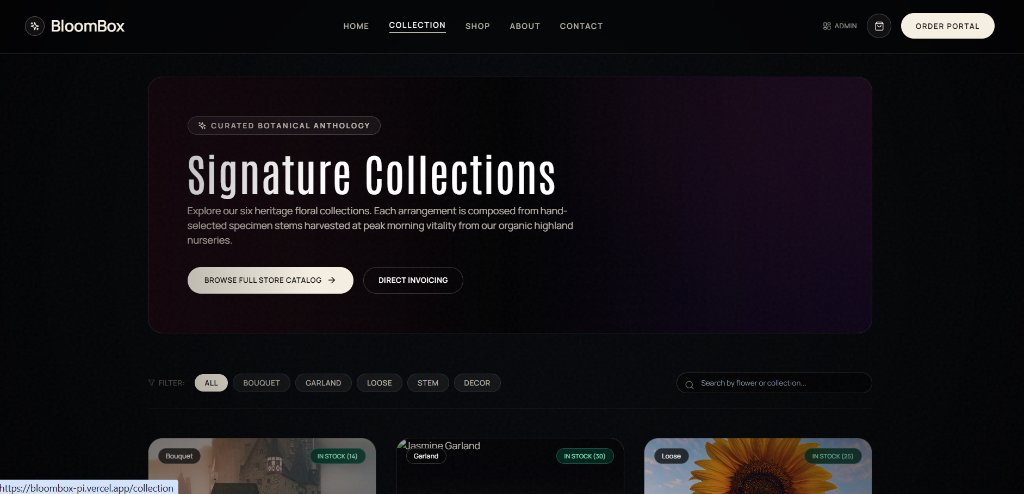 BloomBox
HOME COLLECTION SHOP ABOUT CONTACT
ADMIN
ORDER PORTAL
CURATED BOTANICAL ANTHOLOGY
Signature Collections
Explore our six heritage floral collections. Each arrangement is composed from hand-
selected specimen stems harvested at peak morning vitality from our organic highland
nurseries.
BROWSE FULL STORE CATALOG →
DIRECT INVOICING
FILTER: ALL BOUQUET GARLAND LOOSE STEM DECOR
Search by flower or collection...
Bouquet IN STOCK (14)
Jasmine Garland
Garland IN STOCK (30)
Loose IN STOCK (25)
https://bloombox-pi.vercel.app/collection